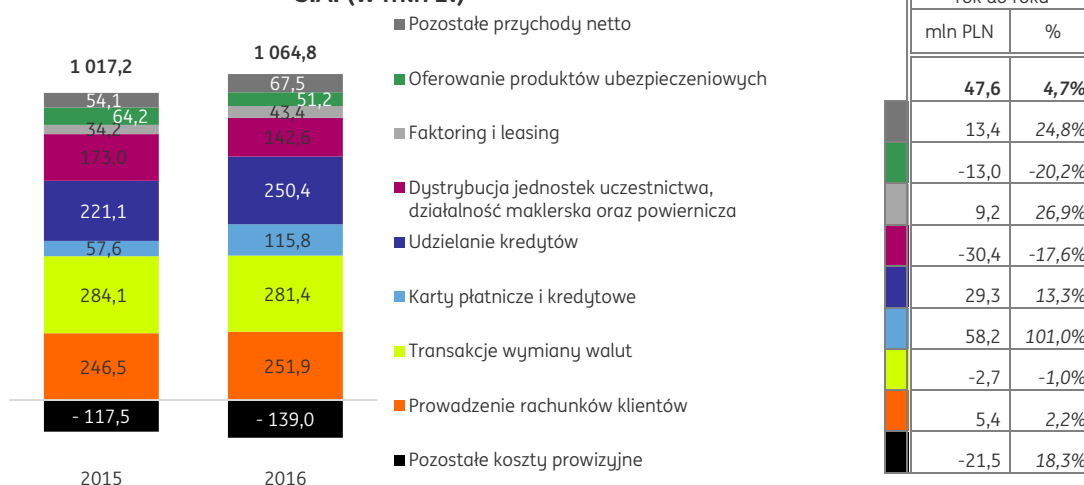 1 017,2
54,1
64,2
34,2
173,0
221,1
57,6
284,1
246,5
- 117,5
2015
1 064,8
67,5
51,2
43,4
142,6
250,4
115,8
281,4
251,9
- 139,0
2016
Pozostałe przychody netto
Oferowanie produktów ubezpieczeniowych
Faktoring i leasing
Dystrybucja jednostek uczestnictwa,
działalność maklerska oraz powiernicza
Udzielanie kredytów
Karty płatnicze i kredytowe
Transakcje wymiany walut
Prowadzenie rachunków klientów
Pozostałe koszty prowizyjne
rok do roku
mln PLN %
47,6 4,7%
13,4 24,8%
-13,0 -20,2%
9,2 26,9%
-30,4 -17,6%
29,3 13,3%
58,2 101,0%
-2,7 -1,0%
5,4 2,2%
-21,5 18,3%